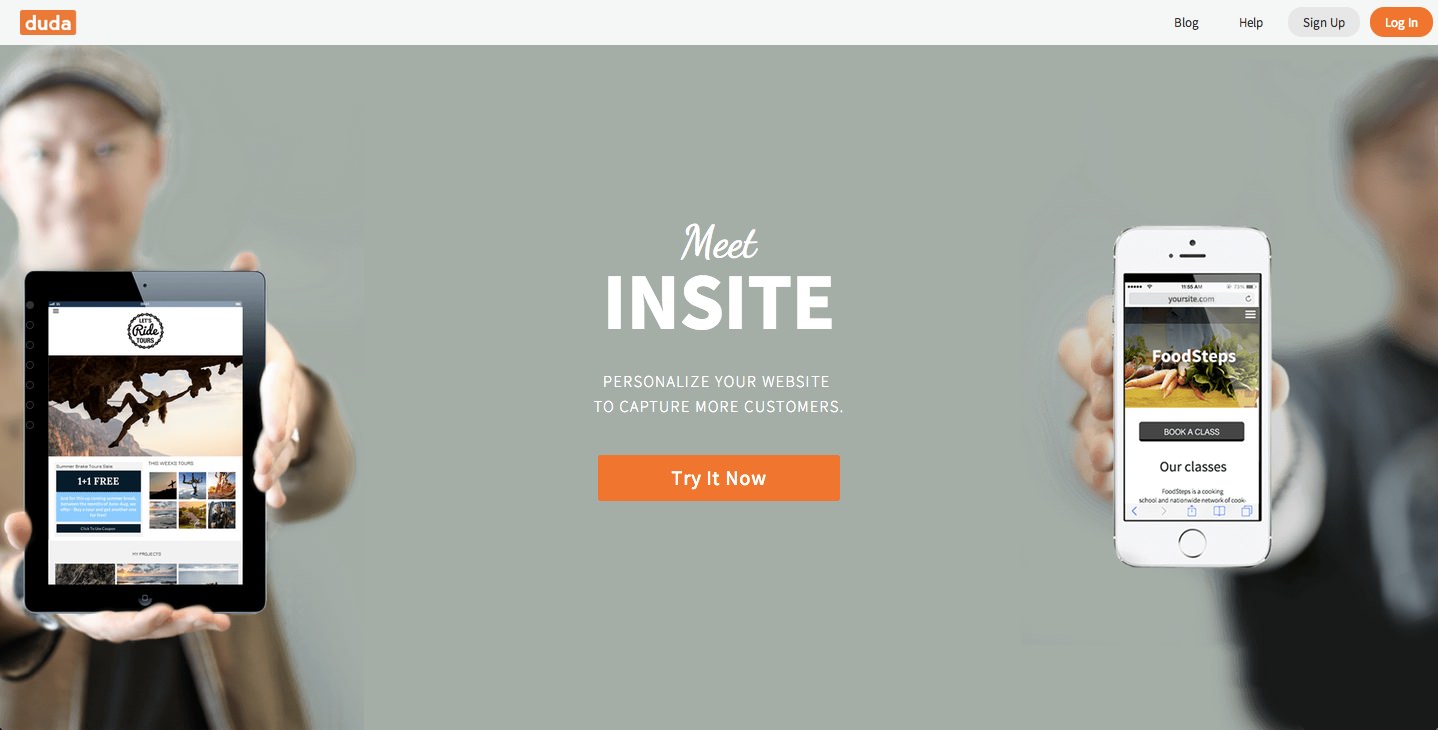 duda
Blog
Help
Sign Up
Log In
Meet
INSITE
PERSONALIZE YOUR WEBSITE
TO CAPTURE MORE CUSTOMERS.
Try It Now
LET'S
Ride
TOURS
Summer Brake Tours Sale
1+1 FREE
Click To Use Coupon
THIS WEEKS TOURS
MY PROJECTS
11:55 AM
73%
yoursite.com
FoodSteps
BOOK A CLASS
Our classes
FoodSteps is a cooking
school and nationwide network of cook